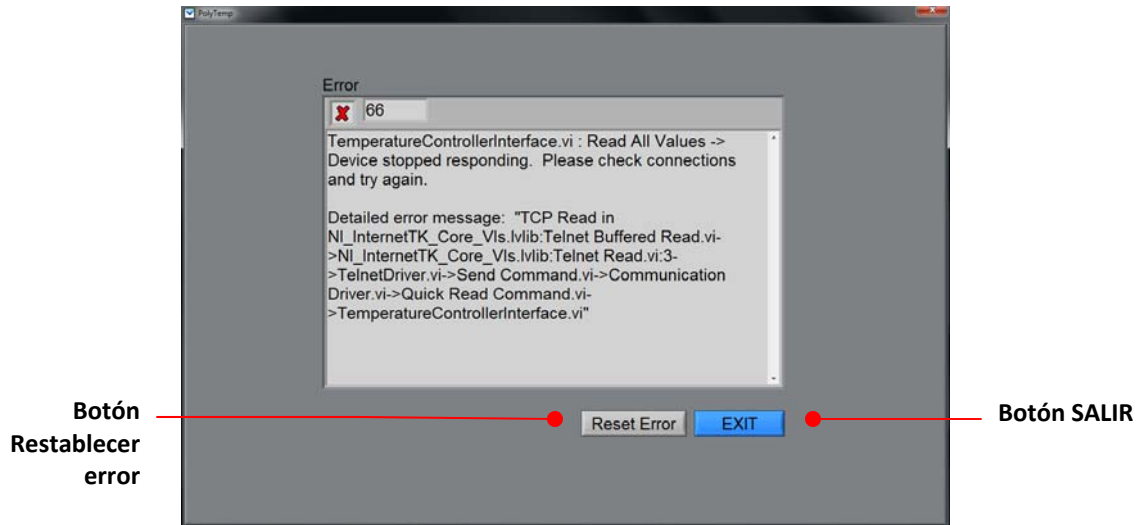 PolyTemp
Error
66
TemperatureControllerInterface.vi : Read All Values ->
Device stopped responding.  Please check connections
and try again.
Detailed error message:  "TCP Read in
NI_InternetTK_Core_VIs.lvlib:Telnet Buffered Read.vi-
>NI_InternetTK_Core_VIs.lvlib:Telnet Read.vi:3-
>TelnetDriver.vi->Send Command.vi->Communication
Driver.vi->Quick Read Command.vi-
>TemperatureControllerInterface.vi"
Botón
Restablecer
error
Reset Error
EXIT
Botón SALIR